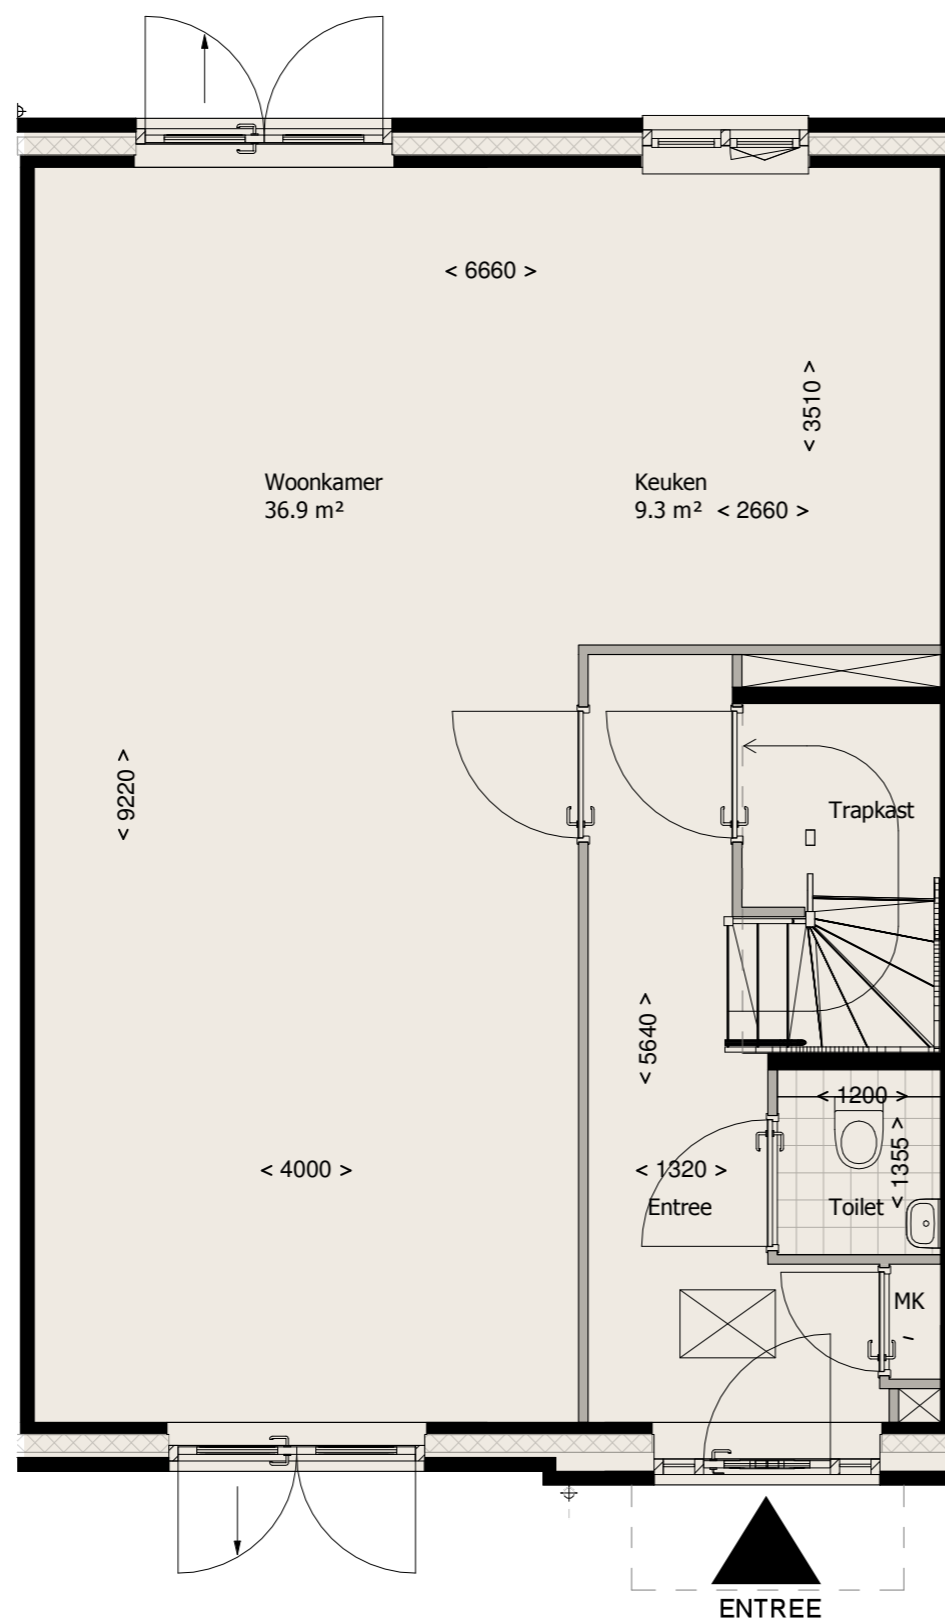 < 6660 >
< 3510 >
Woonkamer
36.9 m²
Keuken
9.3 m² < 2660 >
< 9220 >
Trapkast
< 5640 >
< 1200 >
< 1355 >
< 4000 >
< 1320 >
Entree
Toilet
MK
ENTREE